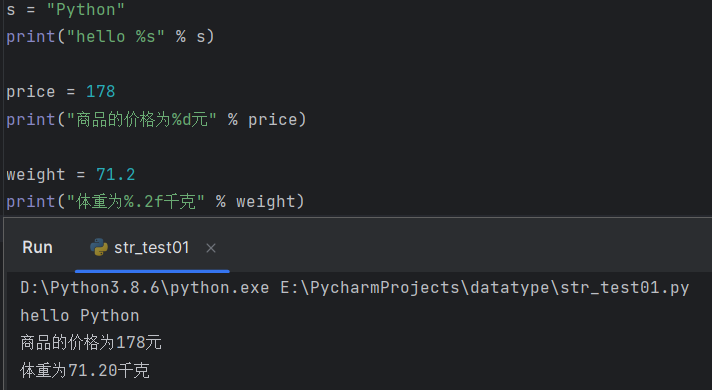 s = "Python"
print("hello %s" % s)
price = 178
print("商品的价格为%d元" % price)
weight = 71.2
print("体重为%.2f千克" % weight)
Run str_test01 ×
D:\Python3.8.6\python.exe E:\PycharmProjects\datatype\str_test01.py
hello Python
商品的价格为178元
体重为71.20千克